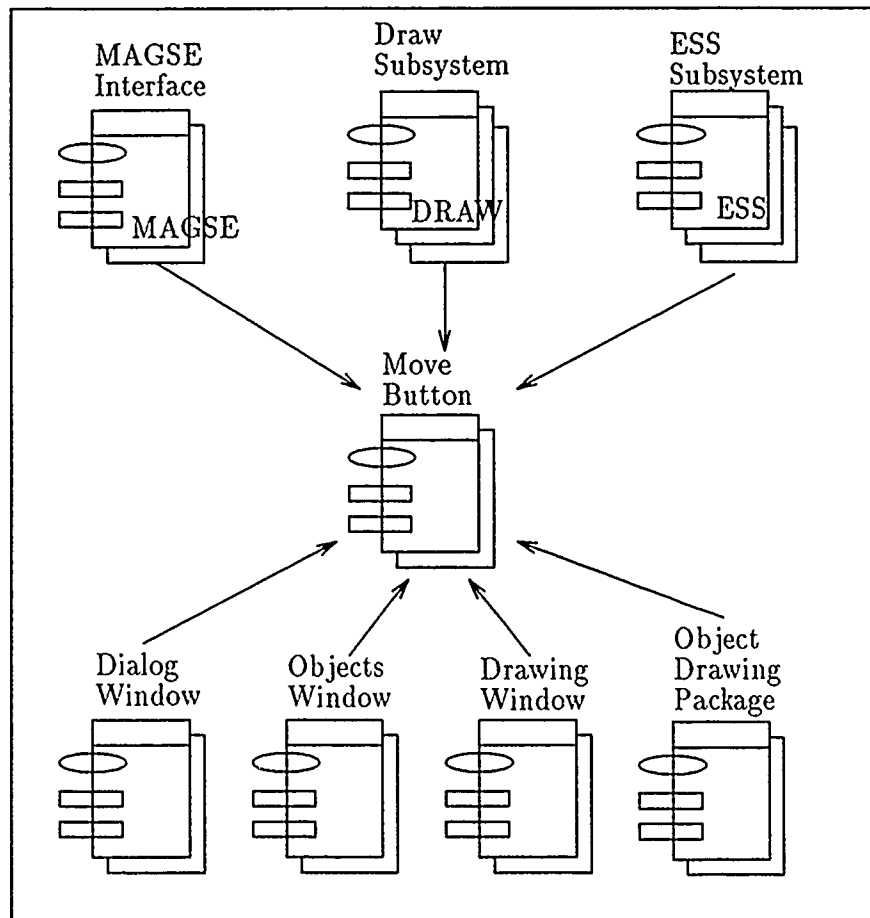 MAGSE
Interface
Draw
Subsystem
ESS
Subsystem
MAGSE
DRAW
ESS
Move
Button
Dialog
Window
Objects
Window
Drawing
Window
Object
Drawing
Package